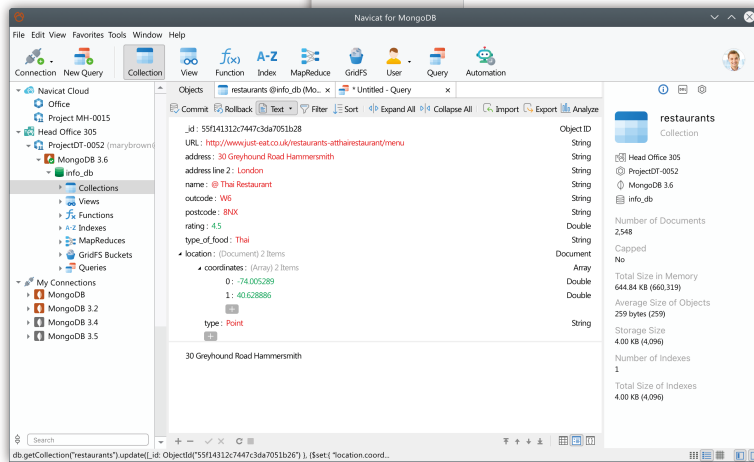 Navicat for MongoDB
File Edit View Favorites Tools Window Help
Connection New Query Collection View Function Index MapReduce GridFS User Query Automation
f(x) A-Z
Navicat Cloud
Office
Project MH-0015
Head Office 305
ProjectDT-0052 (marybrown(
MongoDB 3.6
info_db
Collections
Views
Functions
A-Z Indexes
MapReduces
GridFS Buckets
Queries
My Connections
MongoDB
MongoDB 3.2
MongoDB 3.4
MongoDB 3.5
Search
Objects restaurants @info_db (Mo... × * Untitled - Query ×
Commit Rollback Text Filter Sort Expand All Collapse All Import Export Analyze
_id : 55f141312c7447c3da7051b28 Object ID
URL : http://www.just-eat.co.uk/restaurants-atthairestaurant/menu String
address : 30 Greyhound Road Hammersmith String
address line 2 : London String
name : @ Thai Restaurant String
outcode : W6 String
postcode : 8NX String
rating : 4.5 Double
type_of_food : Thai String
location : (Document) 2 Items Document
coordinates : (Array) 2 Items Array
0 : -74.005289 Double
1 : 40.628886 Double
type : Point String
30 Greyhound Road Hammersmith
restaurants
Collection
Head Office 305
ProjectDT-0052
MongoDB 3.6
info_db
Number of Documents
2,548
Capped
No
Total Size in Memory
644.84 KB (660,319)
Average Size of Objects
259 bytes (259)
Storage Size
4.00 KB (4,096)
Number of Indexes
1
Total Size of Indexes
4.00 KB (4,096)
db.getCollection("restaurants").update([_id: ObjectId("55f14312c7447c3da7051b26") ), {$set:{ "location.coord...